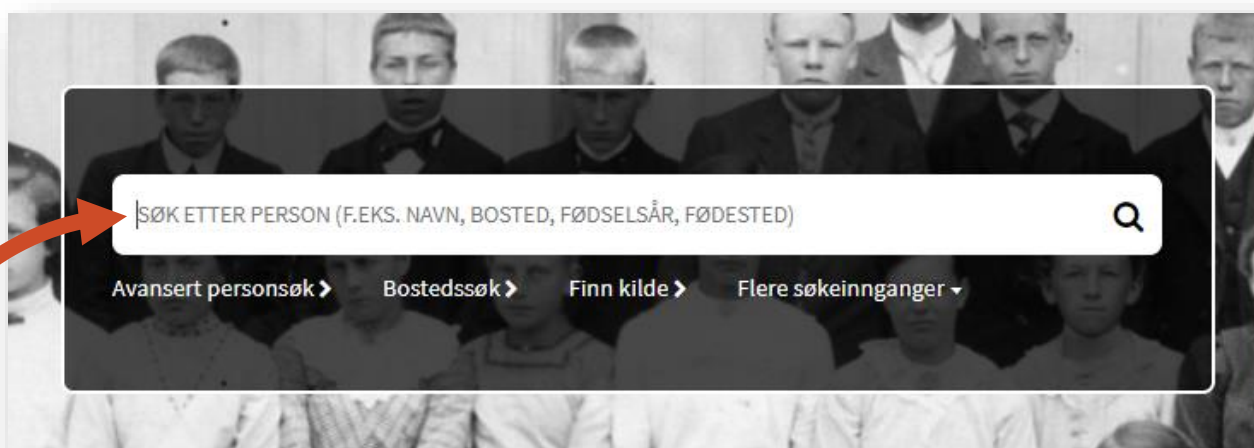 SØK ETTER PERSON (F.EKS. NAVN, BOSTED, FØDSELSÅR, FØDESTED)
Avansert personsøk Bostedssøk Finn kilde Flere søkeinnganger